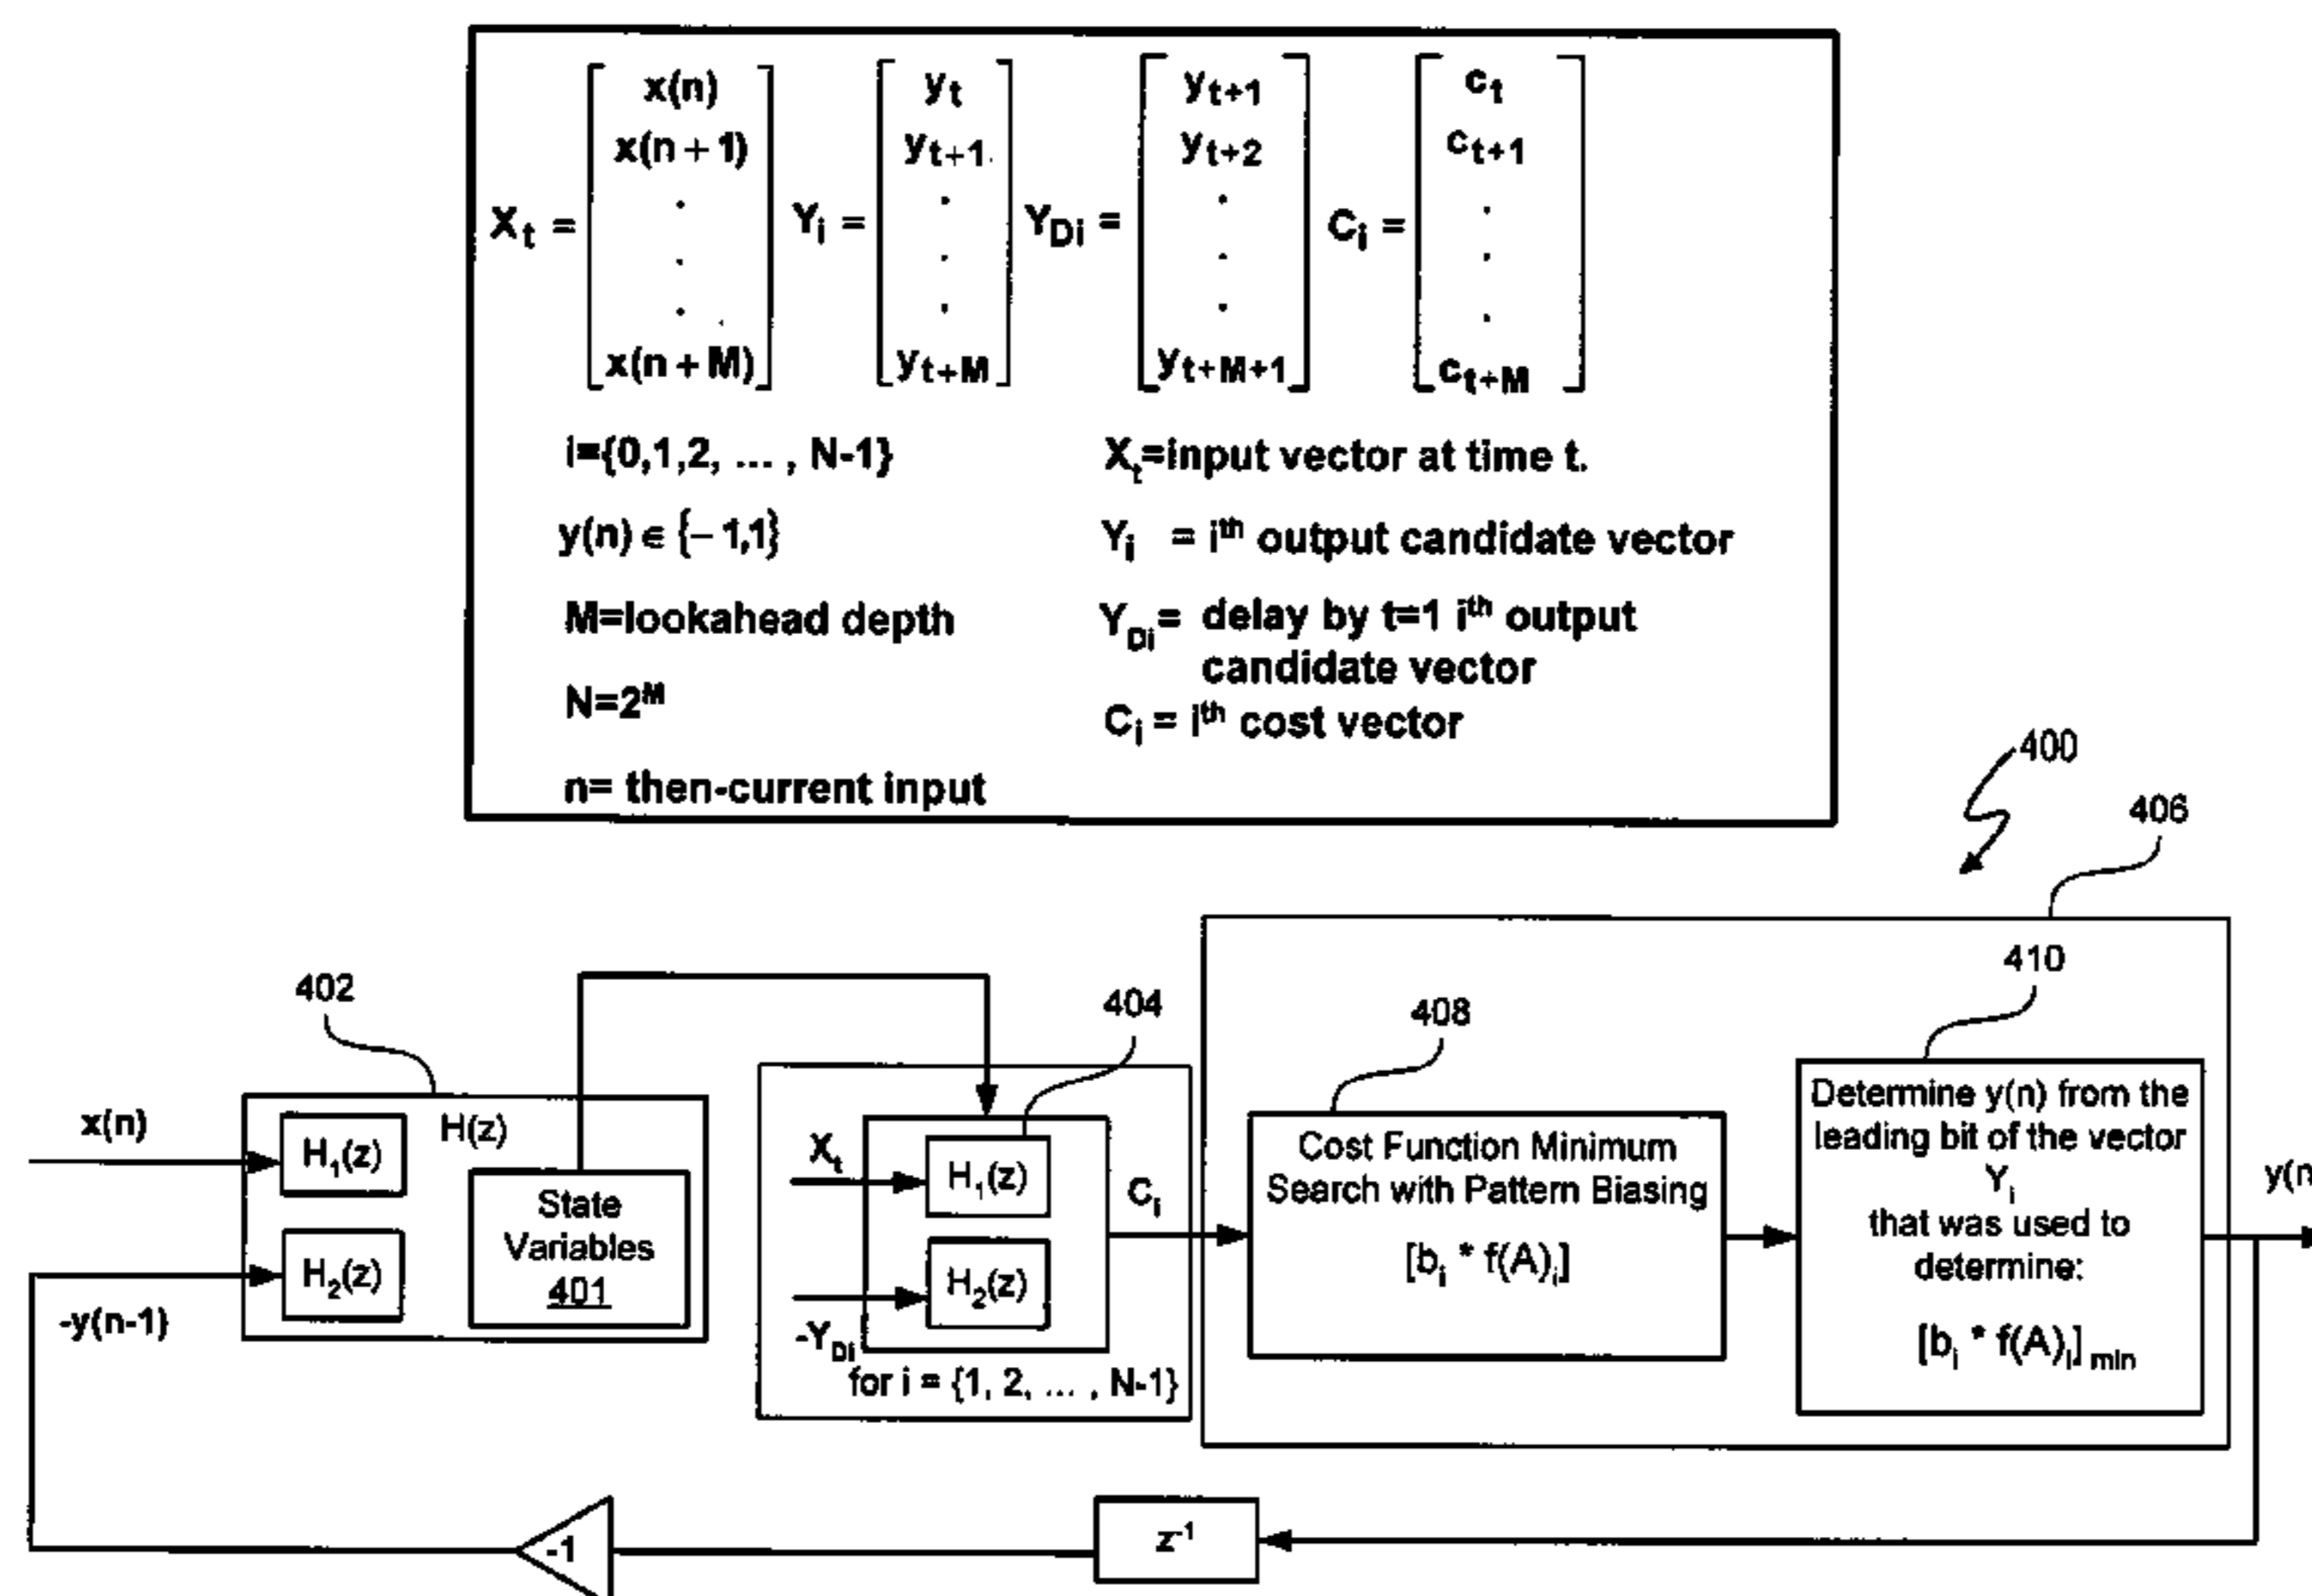 X_t = [ x(n) x(n + 1) . . . x(n + M) ] Y_i = [ y_t y_t+1 . . . y_t+M ] Y_Di = [ y_t+1 y_t+2 . . . y_t+M+1 ] C_i = [ c_t c_t+1 . . . c_t+M ]
i={0,1,2, ... , N-1}
X_t=input vector at time t.
y(n) ∈ {– 1,1}
Y_i = i^th output candidate vector
M=lookahead depth
Y_Di= delay by t=1 i^th output
candidate vector
N=2^M
C_i = i^th cost vector
n= then-current input
400
406
410
402
404
408
x(n)
H_1(z)
H(z)
State
Variables
401
H_2(z)
-y(n-1)
X_t
H_1(z)
H_2(z)
-Y_Di
for i = {1, 2, ... , N-1}
C_i
Cost Function Minimum
Search with Pattern Biasing
[b_i * f(A)_i]
Determine y(n) from the
leading bit of the vector
Y_i
that was used to
determine:
[b_i * f(A)_i]_min
y(n
-1
z^-1